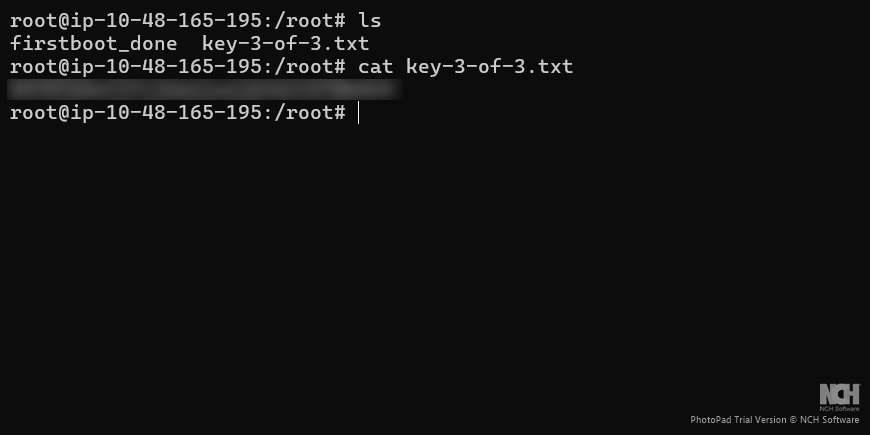 root@ip-10-48-165-195:/root# ls
firstboot_done  key-3-of-3.txt
root@ip-10-48-165-195:/root# cat key-3-of-3.txt
root@ip-10-48-165-195:/root#
NCH
NCH Software
PhotoPad Trial Version © NCH Software